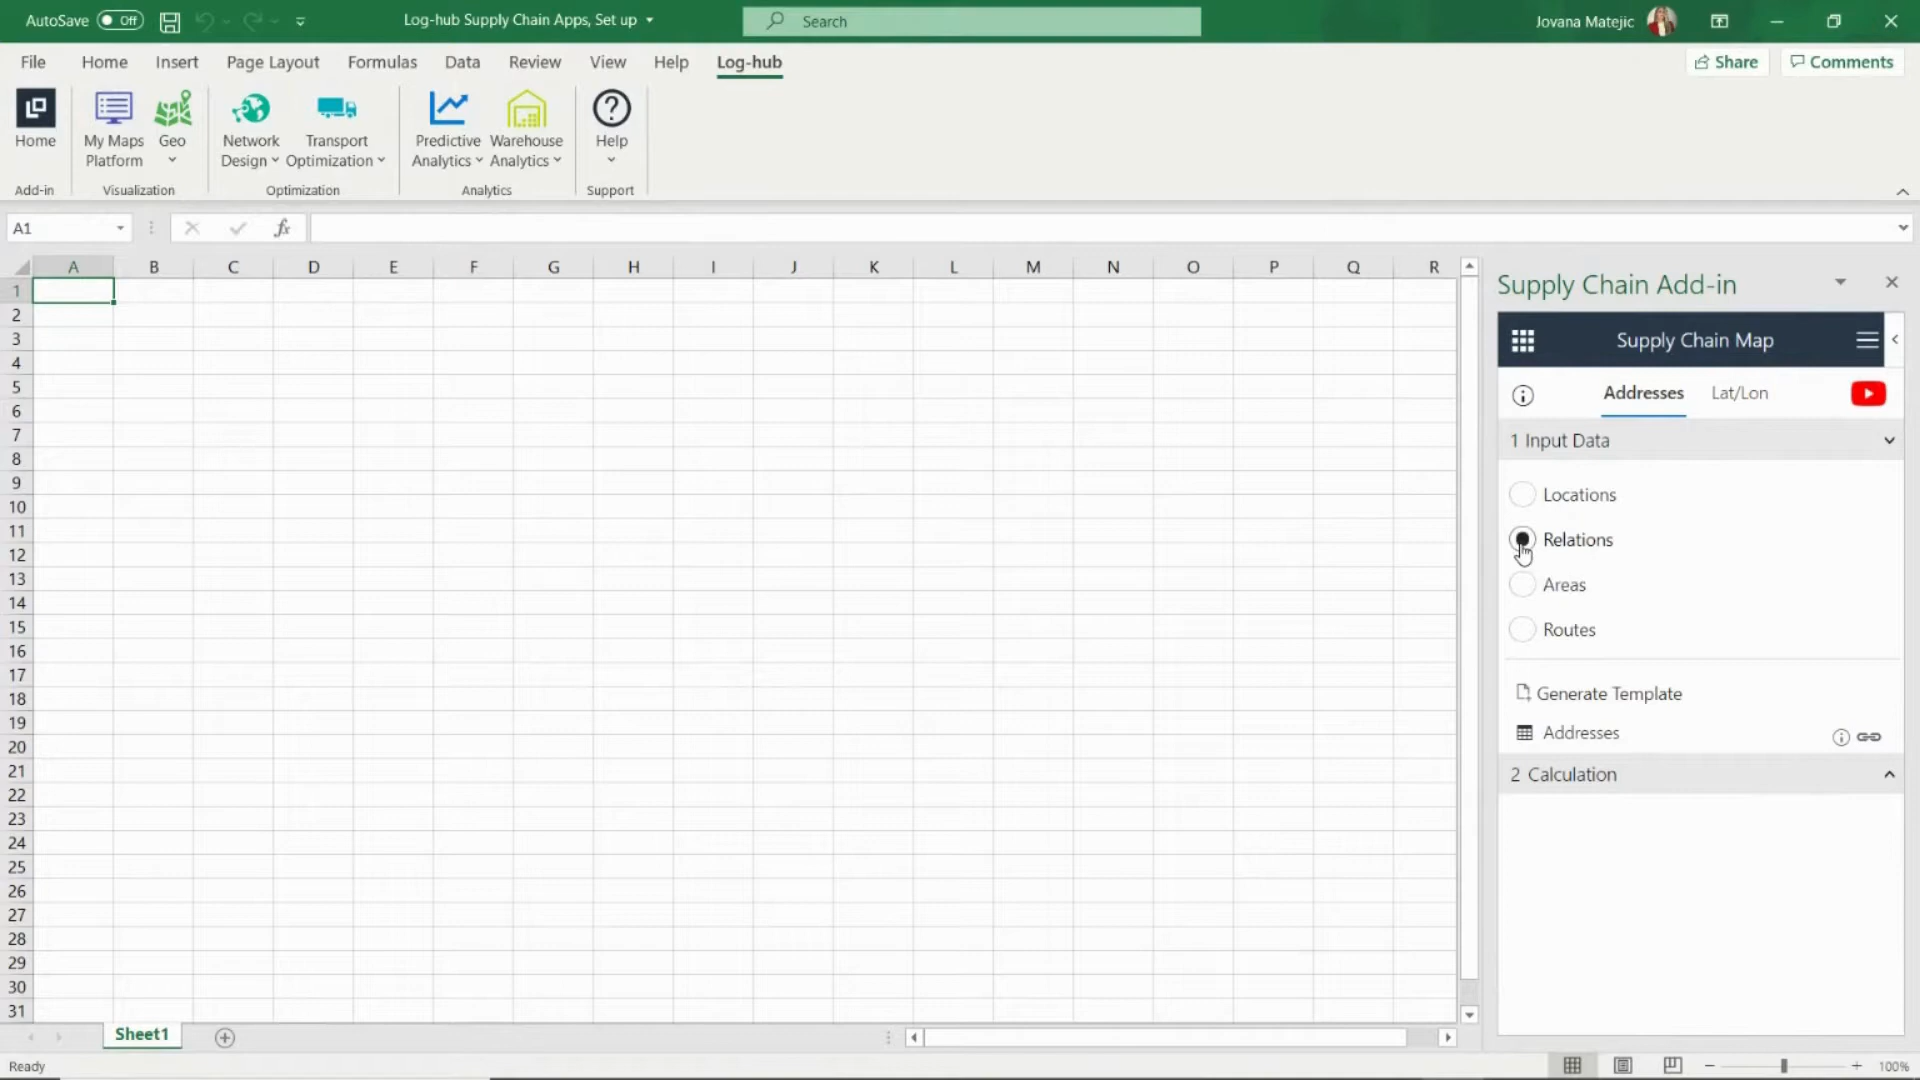 AutoSave Off
Log-hub Supply Chain Apps, Set up
Search
Jovana Matejic
File Home Insert Page Layout Formulas Data Review View Help Log-hub
Share Comments
Home
My Maps Platform
Geo
Network Design
Transport Optimization
Predictive Analytics
Warehouse Analytics
Help
Add-in Visualization Optimization Analytics Support
A1
fx
A B C D E F G H I J K L M N O P Q R
1
2
3
4
5
6
7
8
9
10
11
12
13
14
15
16
17
18
19
20
21
22
23
24
25
26
27
28
29
30
31
Supply Chain Add-in
Supply Chain Map
Addresses Lat/Lon
1 Input Data
Locations
Relations
Areas
Routes
Generate Template
Addresses
2 Calculation
Sheet1
Ready
100%